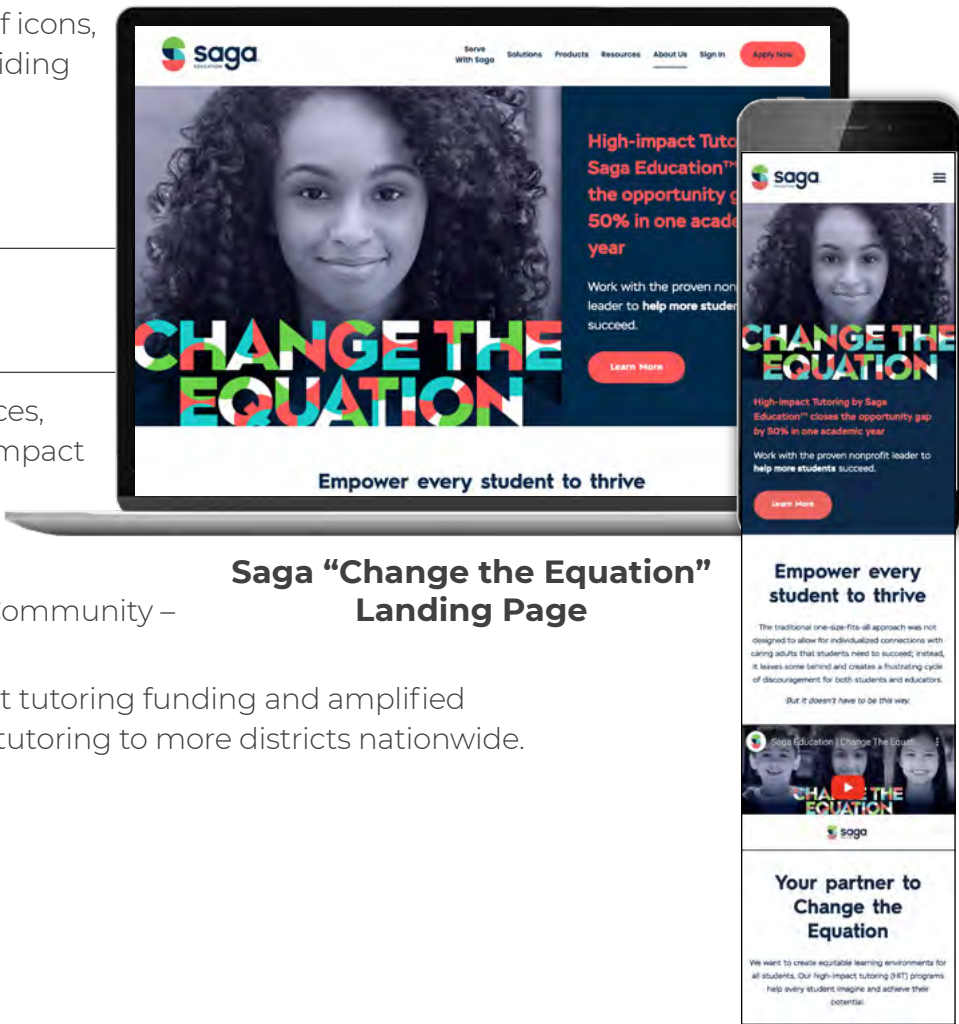 f icons,
iding
ces,
mpact
ommunity –
t tutoring funding and amplified
tutoring to more districts nationwide.
saga
EDUCATION
Serve
With Saga
Solutions
Products
Resources
About Us
Sign In
Apply Now
High-impact Tuto
Saga Education™
the opportunity g
50% in one acade
year
Work with the proven non
leader to help more studen
succeed.
Learn More
CHANGE THE
EQUATION
Empower every student to thrive
Saga “Change the Equation”
Landing Page
saga
EDUCATION
CHANGE THE
EQUATION
High-Impact Tutoring by Saga
Education™ closes the opportunity gap
by 50% in one academic year
Work with the proven nonprofit leader to
help more students succeed.
Learn More
Empower every
student to thrive
The traditional one-size-fits-all approach was not
designed to allow for individualized connections with
caring adults that students need to succeed; instead,
it leaves some behind and creates a frustrating cycle
of discouragement for both students and educators.
But it doesn't have to be this way.
Saga Education | Change The Equati...
CHANGE THE
EQUATION
saga
Your partner to
Change the
Equation
We want to create equitable learning environments for
all students. Our high-impact tutoring (HIT) programs
help every student imagine and achieve their
potential.